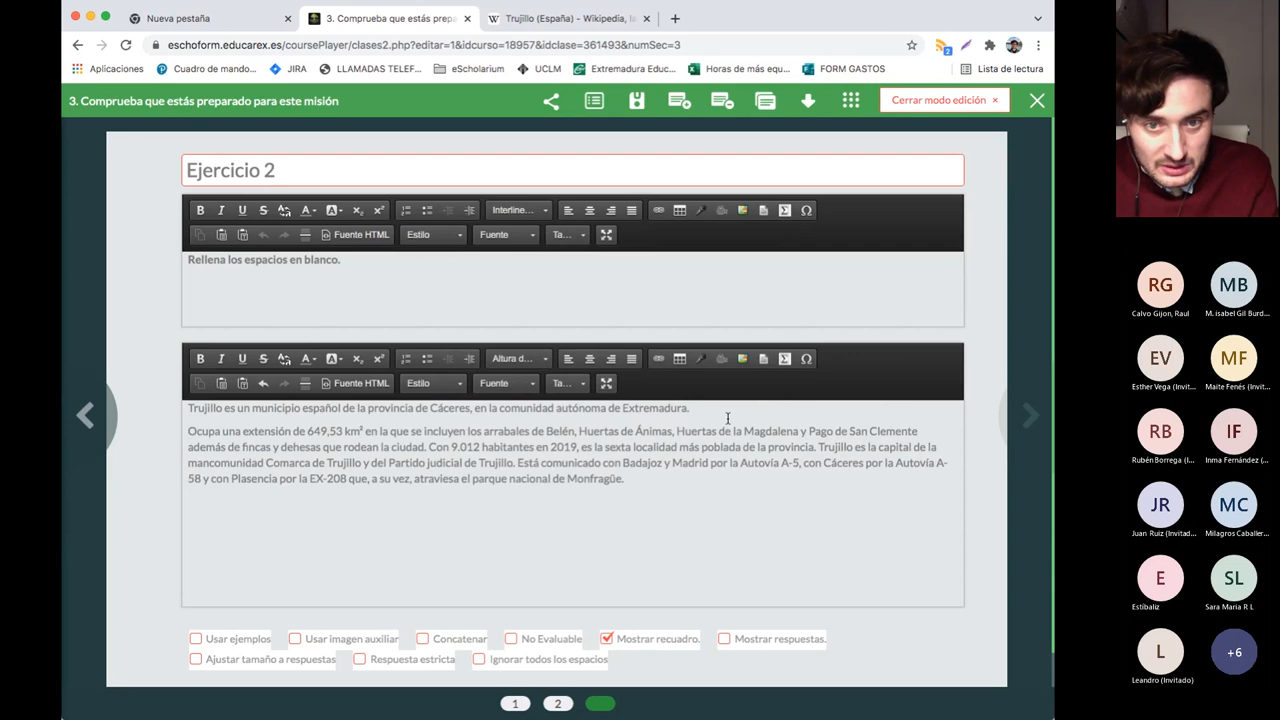 Nueva pestaña
3. Comprueba que estás prepa
Trujillo (España) - Wikipedia, la
eschoform.educarex.es/coursePlayer/clases2.php?editar=1&idcurso=18957&idclase=361493&numSec=3
2
Aplicaciones
Cuadro de mando...
JIRA
LLAMADAS TELEF...
eScholarium
UCLM
Extremadura Educ...
Horas de más equ...
FORM GASTOS
Lista de lectura
3. Comprueba que estás preparado para este misión
Cerrar modo edición ×
Ejercicio 2
Interline...
Fuente HTML
Estilo
Fuente
Ta...
Rellena los espacios en blanco.
Altura d...
Fuente HTML
Estilo
Fuente
Ta...
Trujillo es un municipio español de la provincia de Cáceres, en la comunidad autónoma de Extremadura.
Ocupa una extensión de 649,53 km² en la que se incluyen los arrabales de Belén, Huertas de Ánimas, Huertas de la Magdalena y Pago de San Clemente
además de fincas y dehesas que rodean la ciudad. Con 9.012 habitantes en 2019, es la sexta localidad más poblada de la provincia. Trujillo es la capital de la
mancomunidad Comarca de Trujillo y del Partido judicial de Trujillo. Está comunicado con Badajoz y Madrid por la Autovía A-5, con Cáceres por la Autovía A-
58 y con Plasencia por la EX-208 que, a su vez, atraviesa el parque nacional de Monfragüe.
Usar ejemplos
Usar imagen auxiliar
Concatenar
No Evaluable
Mostrar recuadro.
Mostrar respuestas.
Ajustar tamaño a respuestas
Respuesta estricta
Ignorar todos los espacios
1
2
RG
Calvo Gijon, Raul
MB
M. isabel Gil Burd...
EV
Esther Vega (Invit...
MF
Maite Fenés (Invit...
RB
Rubén Borrega (I...
IF
Inma Fernández (...
JR
Juan Ruiz (Invitad...
MC
Milagros Caballer...
E
Estíbaliz
SL
Sara Maria R L
L
Leandro (Invitado)
+6